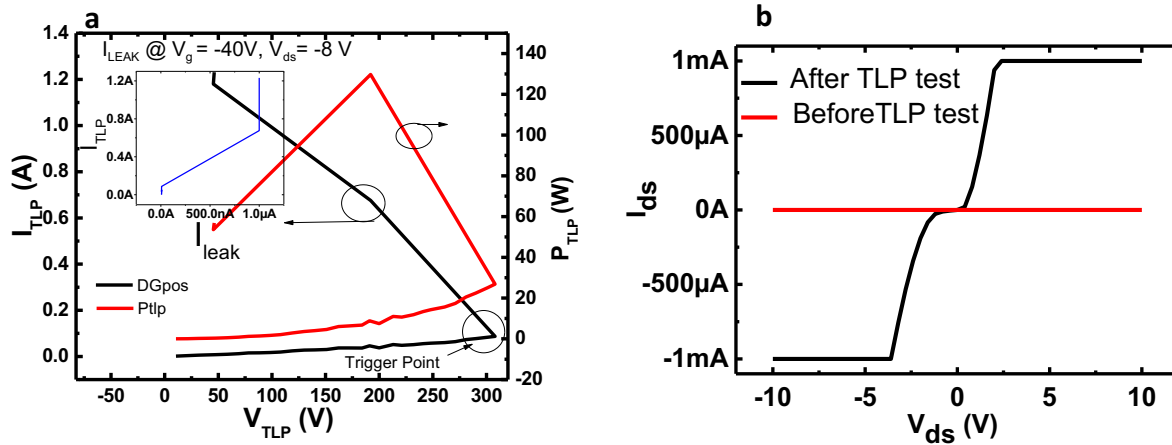 a
I_LEAK @ V_g = -40V, V_ds = -8 V
1.4
1.2
1.0
0.8
0.6
0.4
0.2
0.0
I_TLP (A)
1.2A
0.8A
0.4A
0.0A
I_TLP
0.0A 500.0nA 1.0µA
I_leak
DGpos
Ptlp
Trigger Point
140
120
100
80
60
40
20
0
-20
P_TLP (W)
-50 0 50 100 150 200 250 300
V_TLP (V)
b
1mA
500µA
0A
-500µA
-1mA
I_ds
After TLP test
BeforeTLP test
-10 -5 0 5 10
V_ds (V)